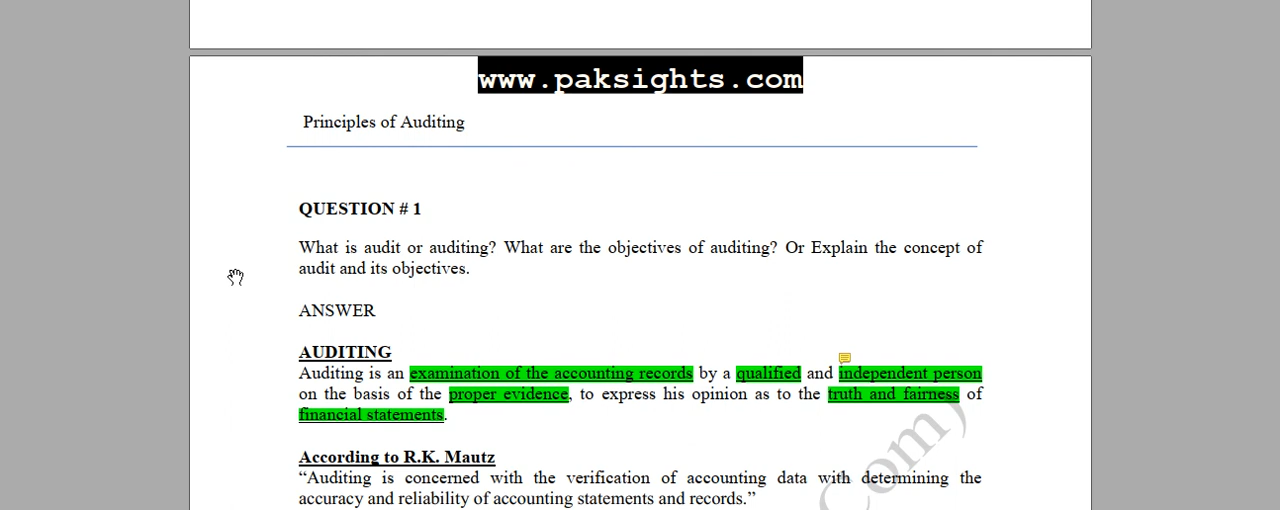 www.paksights.com
Principles of Auditing
QUESTION # 1
What is audit or auditing? What are the objectives of auditing? Or Explain the concept of
audit and its objectives.
ANSWER
AUDITING
Auditing is an examination of the accounting records by a qualified and independent person
on the basis of the proper evidence, to express his opinion as to the truth and fairness of
financial statements.
According to R.K. Mautz
“Auditing is concerned with the verification of accounting data with determining the
accuracy and reliability of accounting statements and records.”
Com)